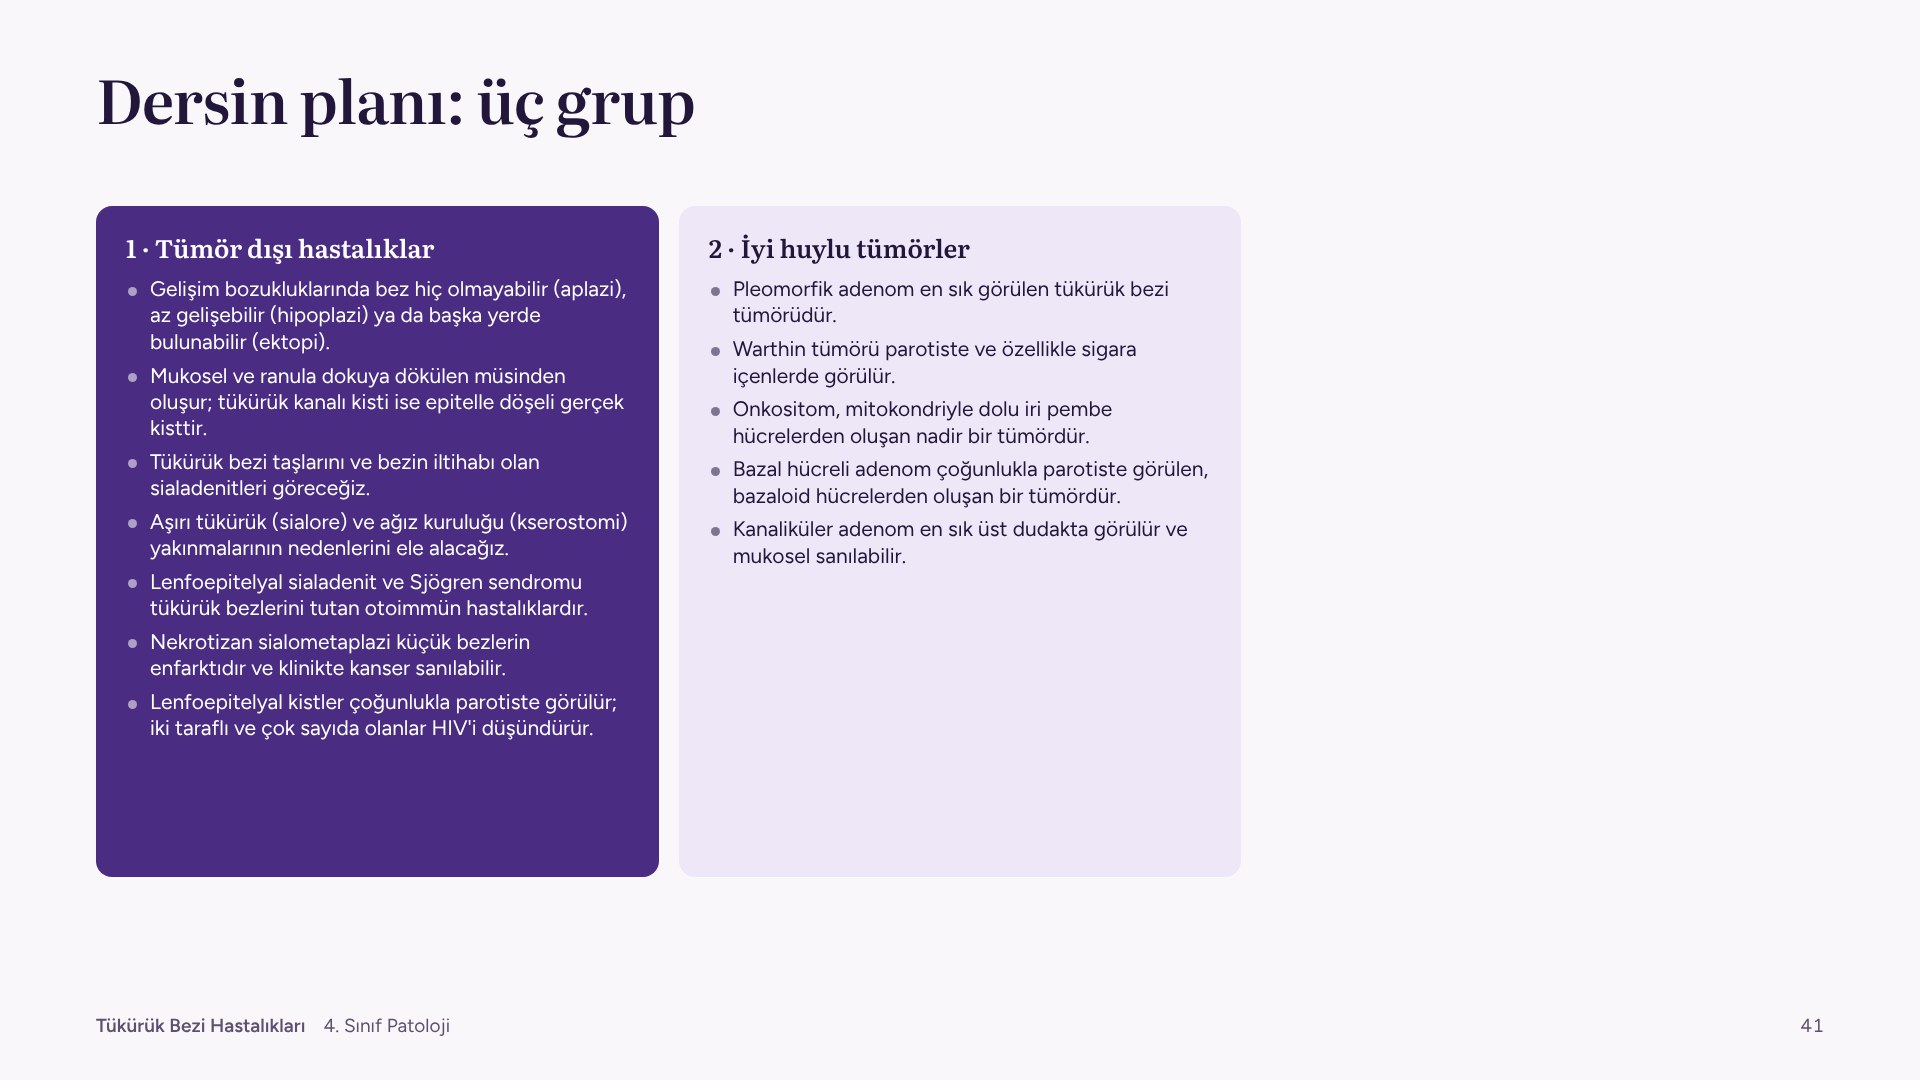 Dersin planı: üç grup
1 · Tümör dışı hastalıklar
Gelişim bozukluklarında bez hiç olmayabilir (aplazi),
az gelişebilir (hipoplazi) ya da başka yerde
bulunabilir (ektopi).
Mukosel ve ranula dokuya dökülen müsinden
oluşur; tükürük kanalı kisti ise epitelle döşeli gerçek
kisttir.
Tükürük bezi taşlarını ve bezin iltihabı olan
sialadenitleri göreceğiz.
Aşırı tükürük (sialore) ve ağız kuruluğu (kserostomi)
yakınmalarının nedenlerini ele alacağız.
Lenfoepitelyal sialadenit ve Sjögren sendromu
tükürük bezlerini tutan otoimmün hastalıklardır.
Nekrotizan sialometaplazi küçük bezlerin
enfarktıdır ve klinikte kanser sanılabilir.
Lenfoepitelyal kistler çoğunlukla parotiste görülür;
iki taraflı ve çok sayıda olanlar HIV'i düşündürür.
2 · İyi huylu tümörler
Pleomorfik adenom en sık görülen tükürük bezi
tümörüdür.
Warthin tümörü parotiste ve özellikle sigara
içenlerde görülür.
Onkositom, mitokondriyle dolu iri pembe
hücrelerden oluşan nadir bir tümördür.
Bazal hücreli adenom çoğunlukla parotiste görülen,
bazaloid hücrelerden oluşan bir tümördür.
Kanaliküler adenom en sık üst dudakta görülür ve
mukosel sanılabilir.
Tükürük Bezi Hastalıkları 4. Sınıf Patoloji
41